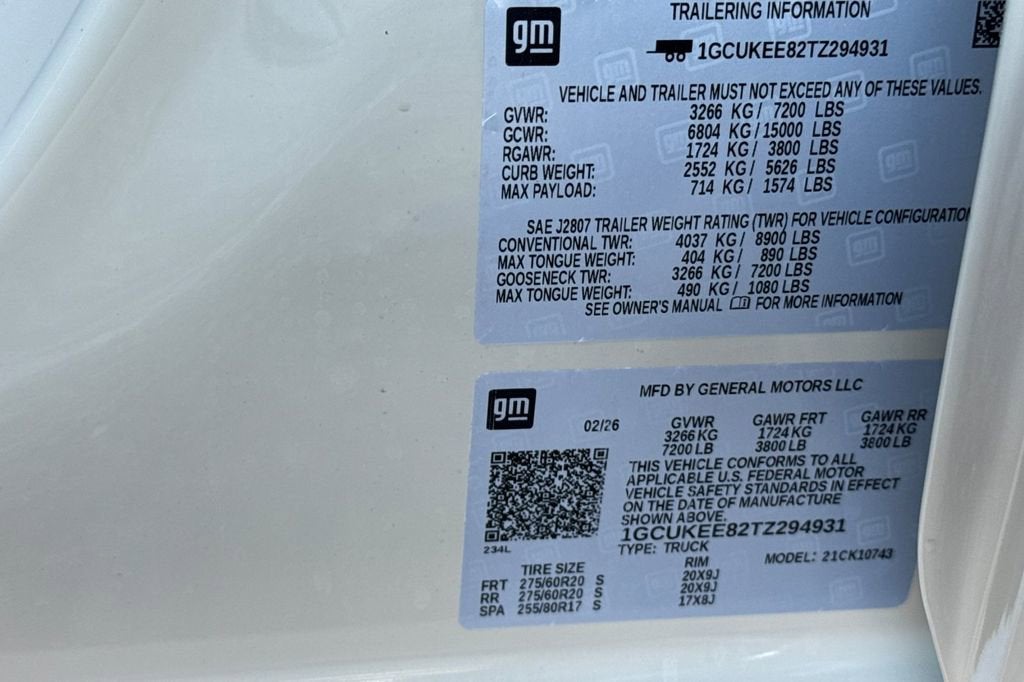 gm
TRAILERING INFORMATION
1GCUKEE82TZ294931
VEHICLE AND TRAILER MUST NOT EXCEED ANY OF THESE VALUES.
GVWR: 3266 KG / 7200 LBS
GCWR: 6804 KG / 15000 LBS
RGAWR: 1724 KG / 3800 LBS
CURB WEIGHT: 2552 KG / 5626 LBS
MAX PAYLOAD: 714 KG / 1574 LBS
SAE J2807 TRAILER WEIGHT RATING (TWR) FOR VEHICLE CONFIGURATION
CONVENTIONAL TWR: 4037 KG / 8900 LBS
MAX TONGUE WEIGHT: 404 KG / 890 LBS
GOOSENECK TWR: 3266 KG / 7200 LBS
MAX TONGUE WEIGHT: 490 KG / 1080 LBS
SEE OWNER'S MANUAL FOR MORE INFORMATION
gm
MFD BY GENERAL MOTORS LLC
02/26 GVWR GAWR FRT GAWR RR
3266 KG 1724 KG 1724 KG
7200 LB 3800 LB 3800 LB
THIS VEHICLE CONFORMS TO ALL
APPLICABLE U.S. FEDERAL MOTOR
VEHICLE SAFETY STANDARDS IN EFFECT
ON THE DATE OF MANUFACTURE
SHOWN ABOVE.
1GCUKEE82TZ294931
234L
TYPE: TRUCK MODEL: 21CK10743
TIRE SIZE RIM
FRT 275/60R20 S 20X9J
RR 275/60R20 S 20X9J
SPA 255/80R17 S 17X8J